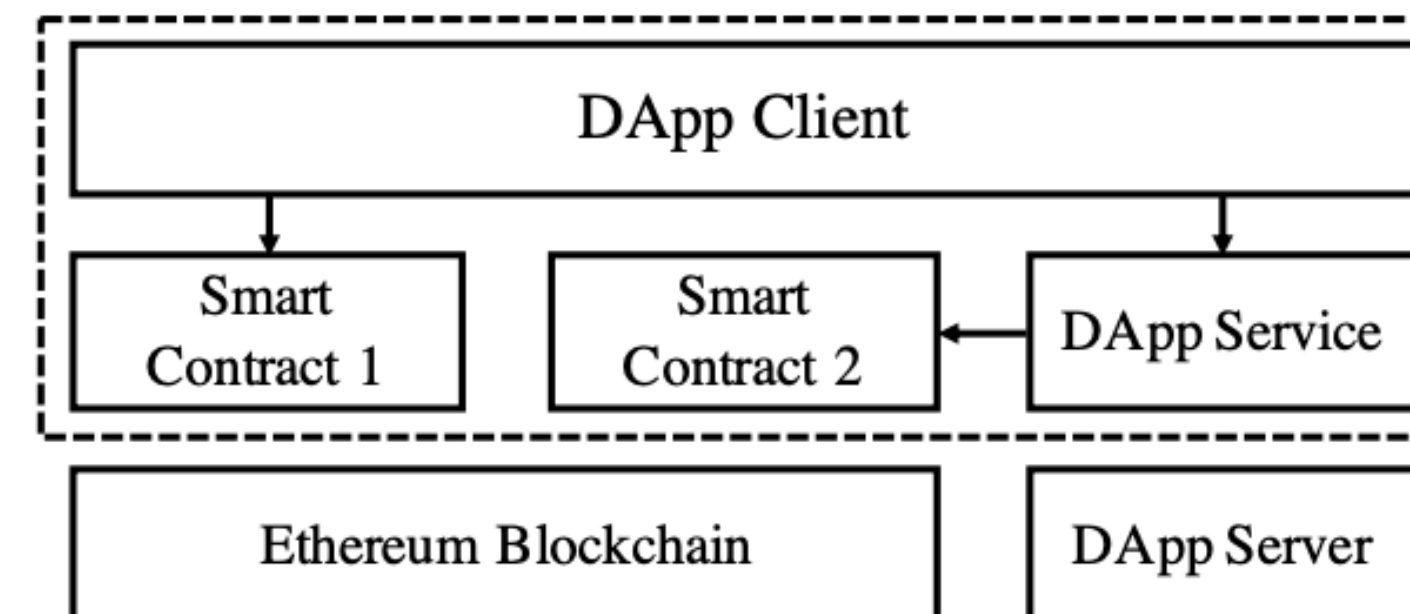 DApp Client
Smart
Contract 1
Smart
Contract 2
DApp Service
Ethereum Blockchain
DApp Server